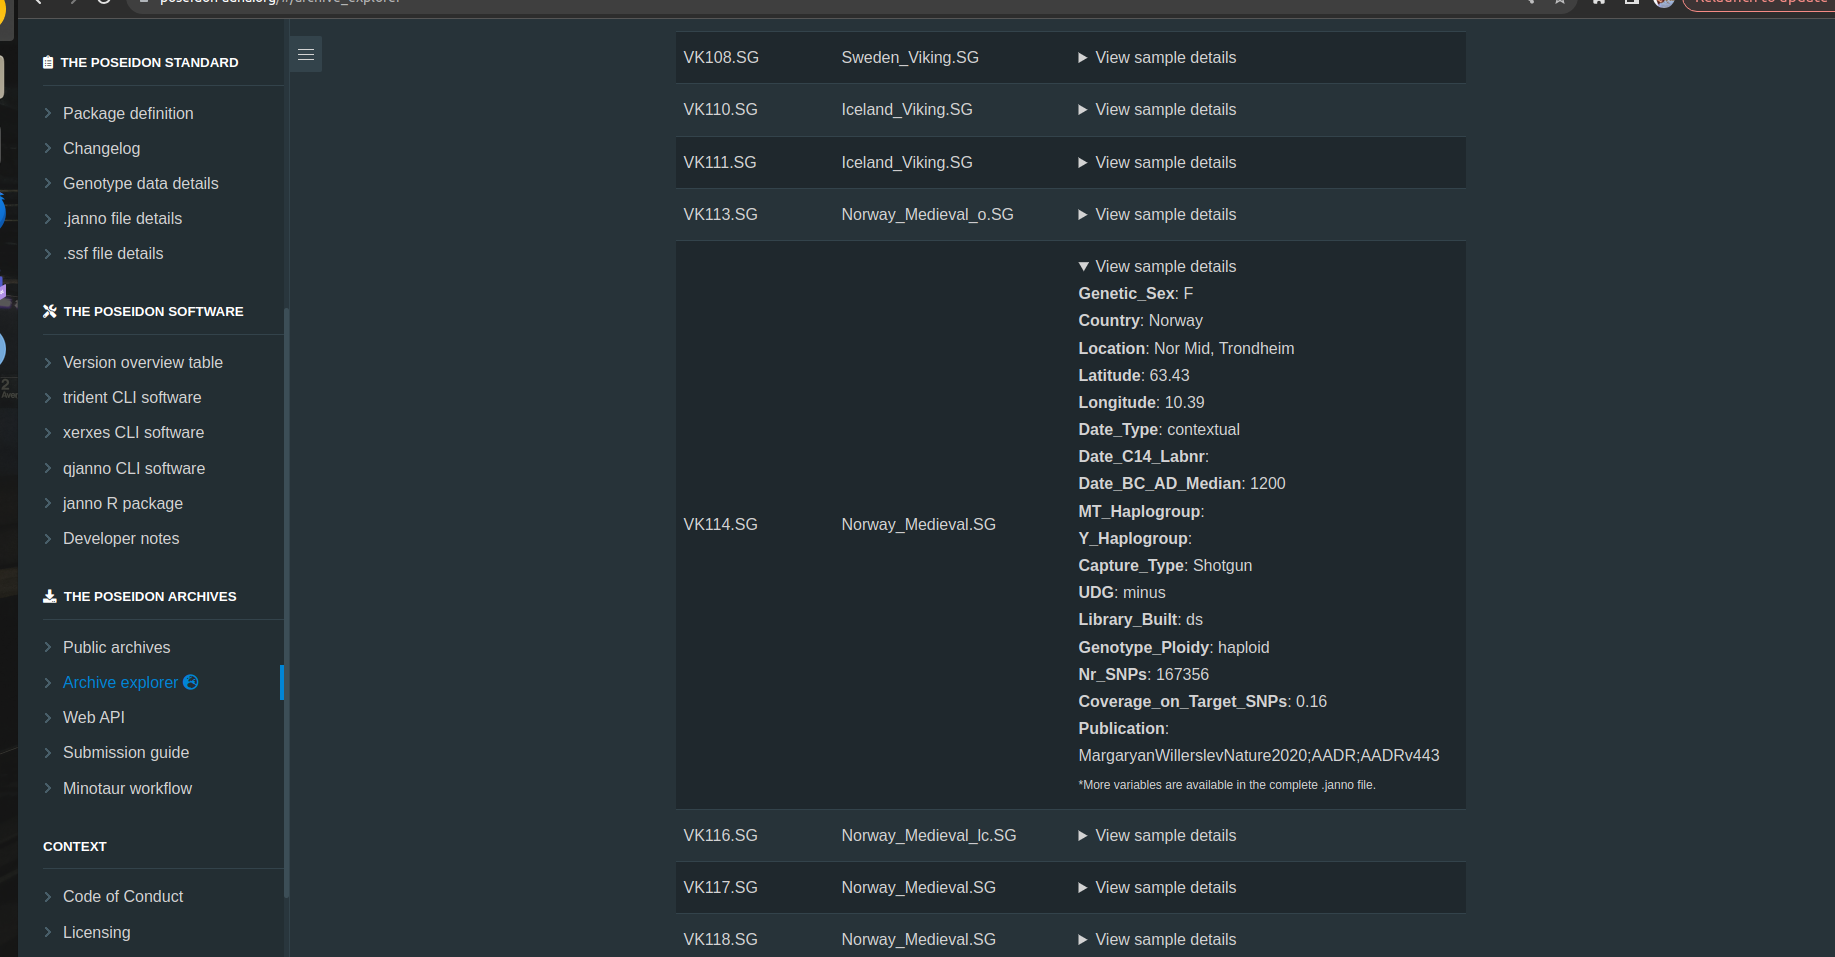 THE POSEIDON STANDARD
Package definition
Changelog
Genotype data details
.janno file details
.ssf file details
THE POSEIDON SOFTWARE
Version overview table
trident CLI software
xerxes CLI software
qjanno CLI software
janno R package
Developer notes
THE POSEIDON ARCHIVES
Public archives
Archive explorer
Web API
Submission guide
Minotaur workflow
CONTEXT
Code of Conduct
Licensing
VK108.SG Sweden_Viking.SG View sample details
VK110.SG Iceland_Viking.SG View sample details
VK111.SG Iceland_Viking.SG View sample details
VK113.SG Norway_Medieval_o.SG View sample details
VK114.SG Norway_Medieval.SG View sample details
Genetic_Sex: F
Country: Norway
Location: Nor Mid, Trondheim
Latitude: 63.43
Longitude: 10.39
Date_Type: contextual
Date_C14_Labnr:
Date_BC_AD_Median: 1200
MT_Haplogroup:
Y_Haplogroup:
Capture_Type: Shotgun
UDG: minus
Library_Built: ds
Genotype_Ploidy: haploid
Nr_SNPs: 167356
Coverage_on_Target_SNPs: 0.16
Publication:
MargaryanWillerslevNature2020;AADR;AADRv443
*More variables are available in the complete .janno file.
VK116.SG Norway_Medieval_lc.SG View sample details
VK117.SG Norway_Medieval.SG View sample details
VK118.SG Norway_Medieval.SG View sample details